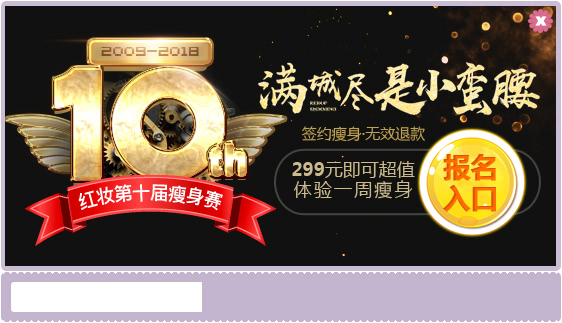 2009-2018
10th
红妆第十届瘦身赛
满城尽是小蛮腰
签约瘦身·无效退款
299元即可超值
体验一周瘦身
报名
入口
x